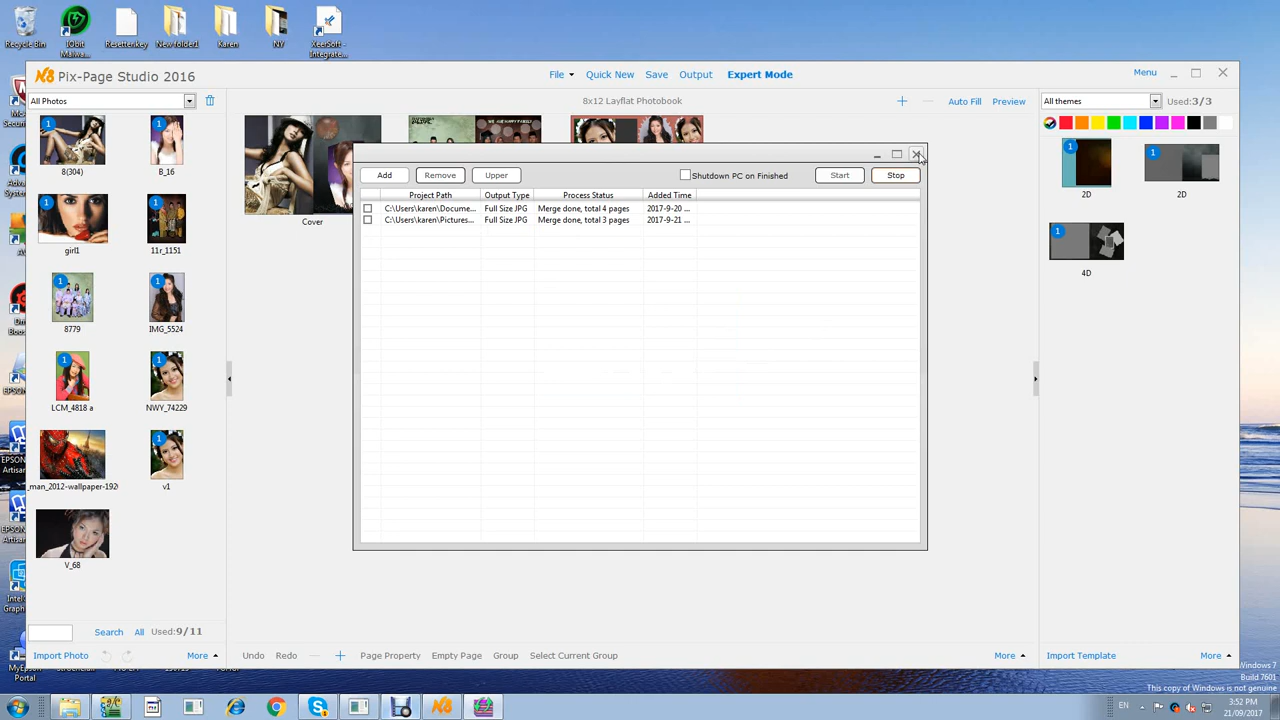 Recycle Bin
IObit
Malwa...
Resetterkey
New folder1
Karen
NY
XeerSoft -
Integrate...
Pix-Page Studio 2016
File
Quick New
Save
Output
Expert Mode
Menu
All Photos
8x12 Layflat Photobook
Auto Fill
Preview
All themes
Used:3/3
8(304)
B_16
girl1
11r_1151
8779
IMG_5524
LCM_4818 a
NWY_74229
_man_2012-wallpaper-192
v1
V_68
Cover
Add
Remove
Upper
Shutdown PC on Finished
Start
Stop
Project Path
Output Type
Process Status
Added Time
C:\Users\karen\Docume...
Full Size JPG
Merge done, total 4 pages
2017-9-20 ...
C:\Users\karen\Pictures...
Full Size JPG
Merge done, total 3 pages
2017-9-21 ...
1
2D
1
2D
1
4D
Search
All
Used:9/11
Import Photo
More
Undo
Redo
Page Property
Empty Page
Group
Select Current Group
More
Import Template
More
MyEpson
Portal
Windows 7
Build 7601
This copy of Windows is not genuine
EN
3:52 PM
21/09/2017